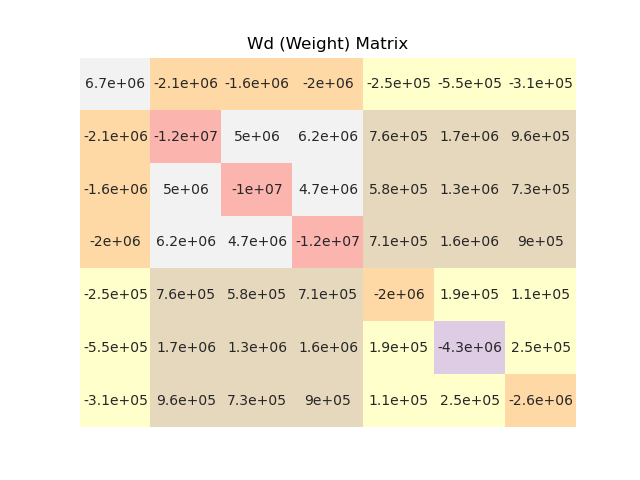 Wd (Weight) Matrix
6.7e+06 -2.1e+06 -1.6e+06 -2e+06 -2.5e+05 -5.5e+05 -3.1e+05
-2.1e+06 -1.2e+07 5e+06 6.2e+06 7.6e+05 1.7e+06 9.6e+05
-1.6e+06 5e+06 -1e+07 4.7e+06 5.8e+05 1.3e+06 7.3e+05
-2e+06 6.2e+06 4.7e+06 -1.2e+07 7.1e+05 1.6e+06 9e+05
-2.5e+05 7.6e+05 5.8e+05 7.1e+05 -2e+06 1.9e+05 1.1e+05
-5.5e+05 1.7e+06 1.3e+06 1.6e+06 1.9e+05 -4.3e+06 2.5e+05
-3.1e+05 9.6e+05 7.3e+05 9e+05 1.1e+05 2.5e+05 -2.6e+06